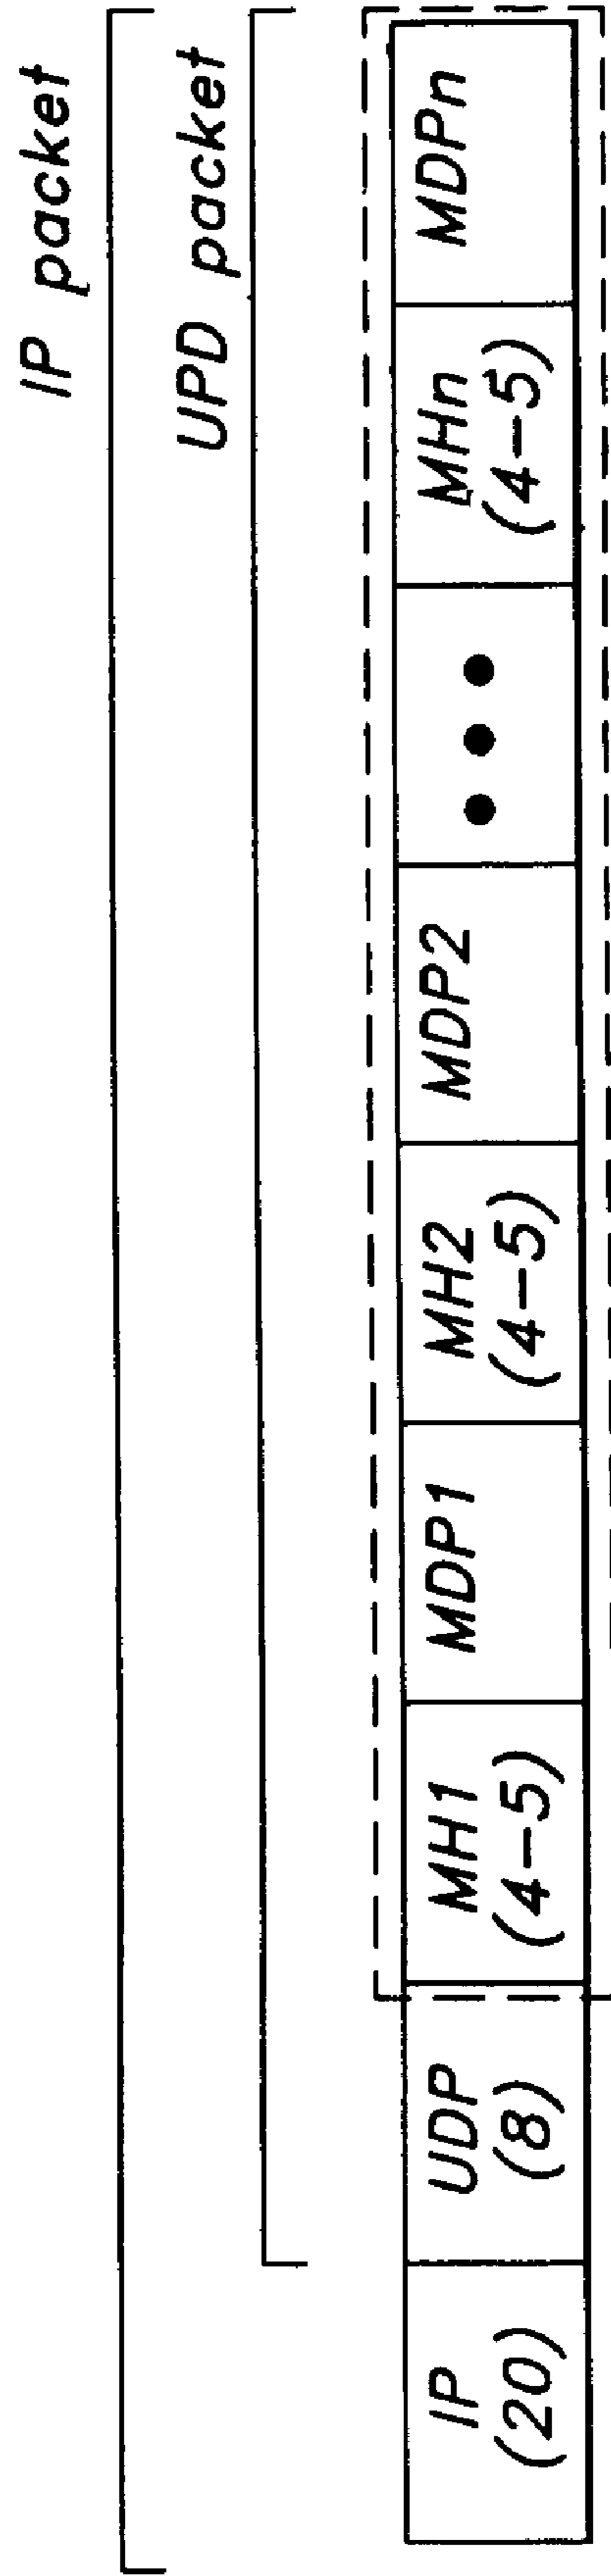 IP packet
UPD packet
IP
(20)
UDP
(8)
MH1
(4-5)
MDP1
MH2
(4-5)
MDP2
MHn
(4-5)
MDPn